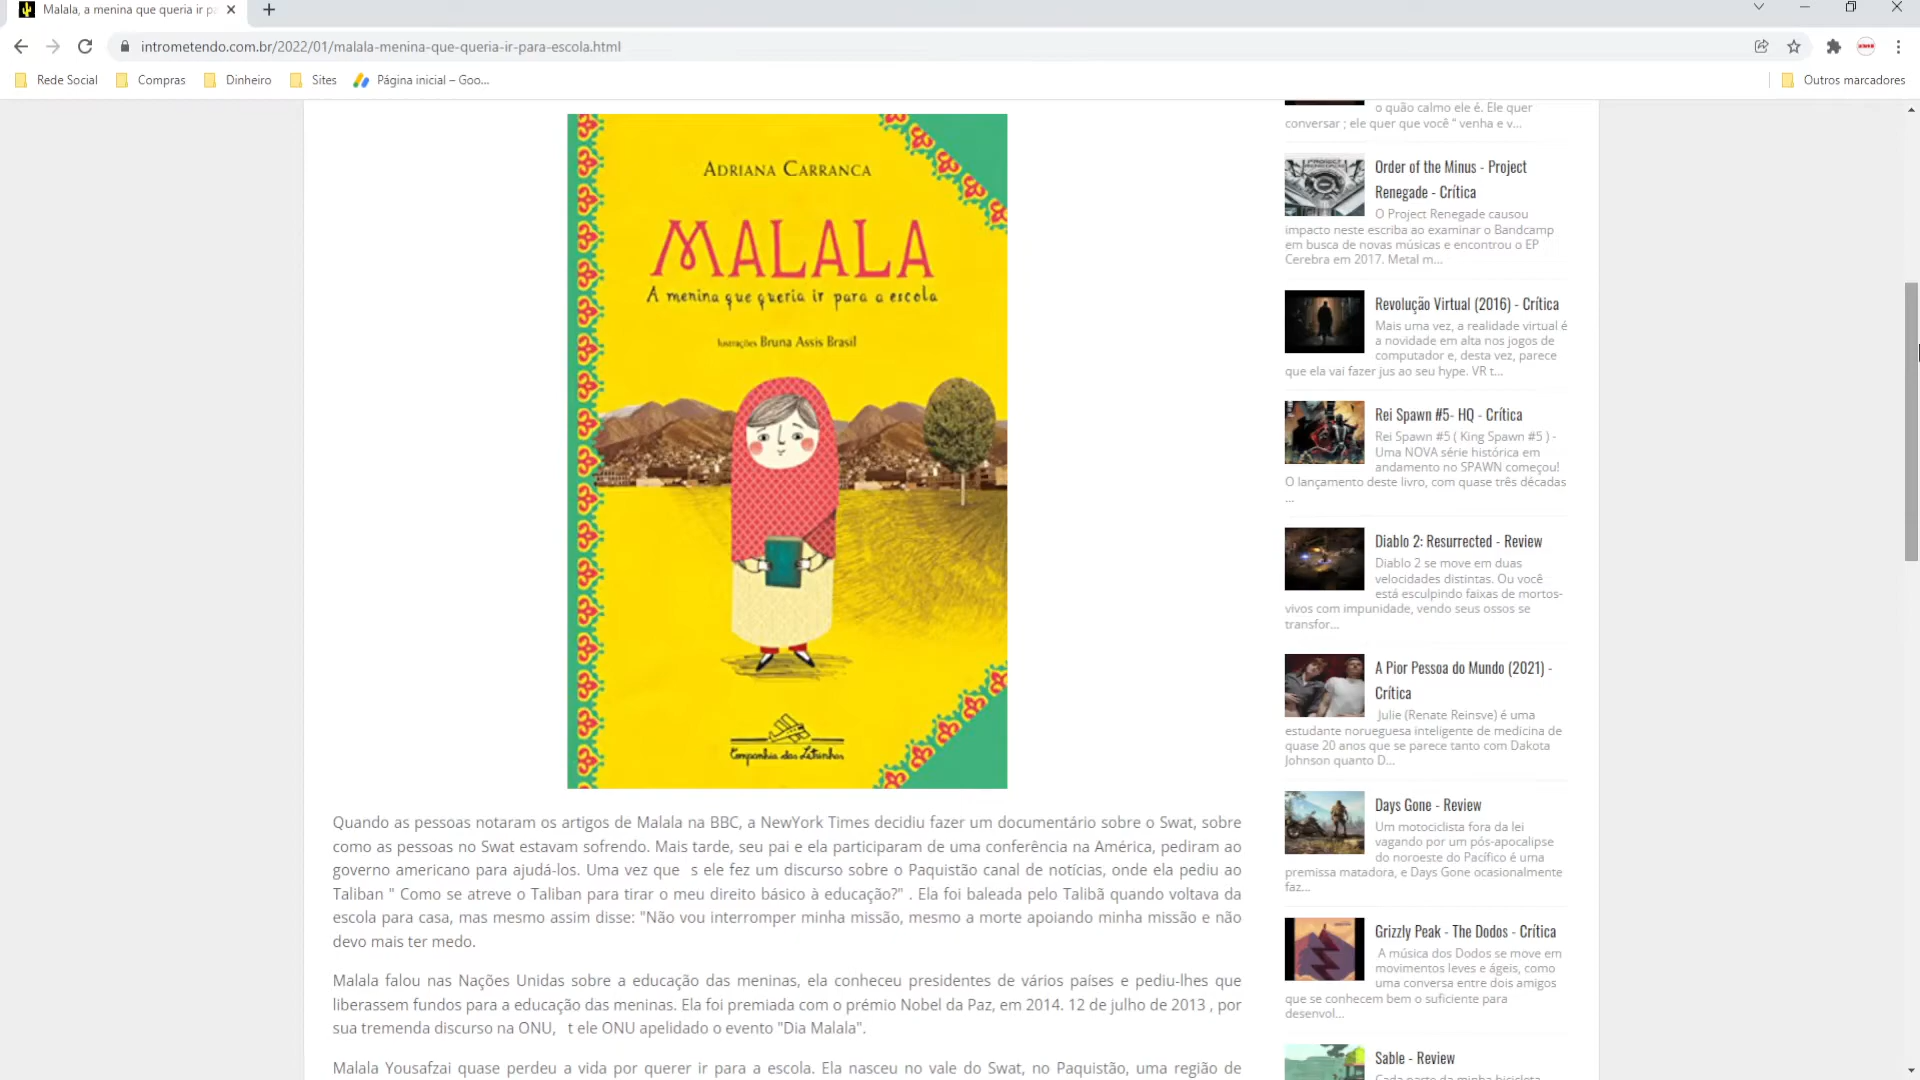 Malala, a menina que queria ir p
intrometendo.com.br/2022/01/malala-menina-que-queria-ir-para-escola.html
Rede Social
Compras
Dinheiro
Sites
Página inicial – Goo...
Outros marcadores
ADRIANA CARRANCA
MALALA
A menina que queria ir para a escola
Ilustrações Bruna Assis Brasil
Companhia das Letrinhas
Quando as pessoas notaram os artigos de Malala na BBC, a NewYork Times decidiu fazer um documentário sobre o Swat, sobre
como as pessoas no Swat estavam sofrendo. Mais tarde, seu pai e ela participaram de uma conferência na América, pediram ao
governo americano para ajudá-los. Uma vez que s ele fez um discurso sobre o Paquistão canal de notícias, onde ela pediu ao
Taliban " Como se atreve o Taliban para tirar o meu direito básico à educação?" . Ela foi baleada pelo Talibã quando voltava da
escola para casa, mas mesmo assim disse: "Não vou interromper minha missão, mesmo a morte apoiando minha missão e não
devo mais ter medo.
Malala falou nas Nações Unidas sobre a educação das meninas, ela conheceu presidentes de vários países e pediu-lhes que
liberassem fundos para a educação das meninas. Ela foi premiada com o prémio Nobel da Paz, em 2014. 12 de julho de 2013 , por
sua tremenda discurso na ONU, t ele ONU apelidado o evento "Dia Malala".
Malala Yousafzai quase perdeu a vida por querer ir para a escola. Ela nasceu no vale do Swat, no Paquistão, uma região de
o quão calmo ele é. Ele quer
conversar ; ele quer que você " venha e v...
Order of the Minus - Project
Renegade - Crítica
O Project Renegade causou
impacto neste escriba ao examinar o Bandcamp
em busca de novas músicas e encontrou o EP
Cerebra em 2017. Metal m...
Revolução Virtual (2016) - Crítica
Mais uma vez, a realidade virtual é
a novidade em alta nos jogos de
computador e, desta vez, parece
que ela vai fazer jus ao seu hype. VR t...
Rei Spawn #5- HQ - Crítica
Rei Spawn #5 ( King Spawn #5 ) -
Uma NOVA série histórica em
andamento no SPAWN começou!
O lançamento deste livro, com quase três décadas
...
Diablo 2: Resurrected - Review
Diablo 2 se move em duas
velocidades distintas. Ou você
está esculpindo faixas de mortos-
vivos com impunidade, vendo seus ossos se
transfor...
A Pior Pessoa do Mundo (2021) -
Crítica
Julie (Renate Reinsve) é uma
estudante norueguesa inteligente de medicina de
quase 20 anos que se parece tanto com Dakota
Johnson quanto D...
Days Gone - Review
Um motociclista fora da lei
vagando por um pós-apocalipse
do noroeste do Pacífico é uma
premissa matadora, e Days Gone ocasionalmente
faz...
Grizzly Peak - The Dodos - Crítica
A música dos Dodos se move em
movimentos leves e ágeis, como
uma conversa entre dois amigos
que se conhecem bem o suficiente para
desenvol...
Sable - Review